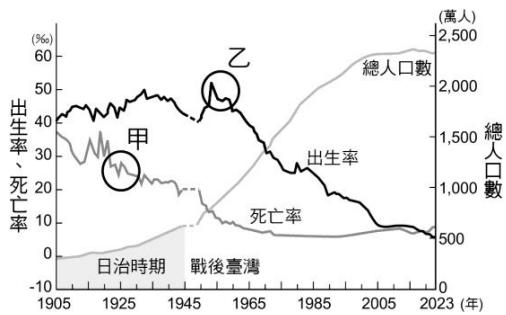 (‰)
(萬人)
出生率、死亡率
總人口數
60
50
40
30
20
10
0
-10
2,500
2,000
1,500
1,000
500
0
甲
乙
總人口數
出生率
死亡率
日治時期
戰後臺灣
1905
1925
1945
1965
1985
2005
2023 (年)